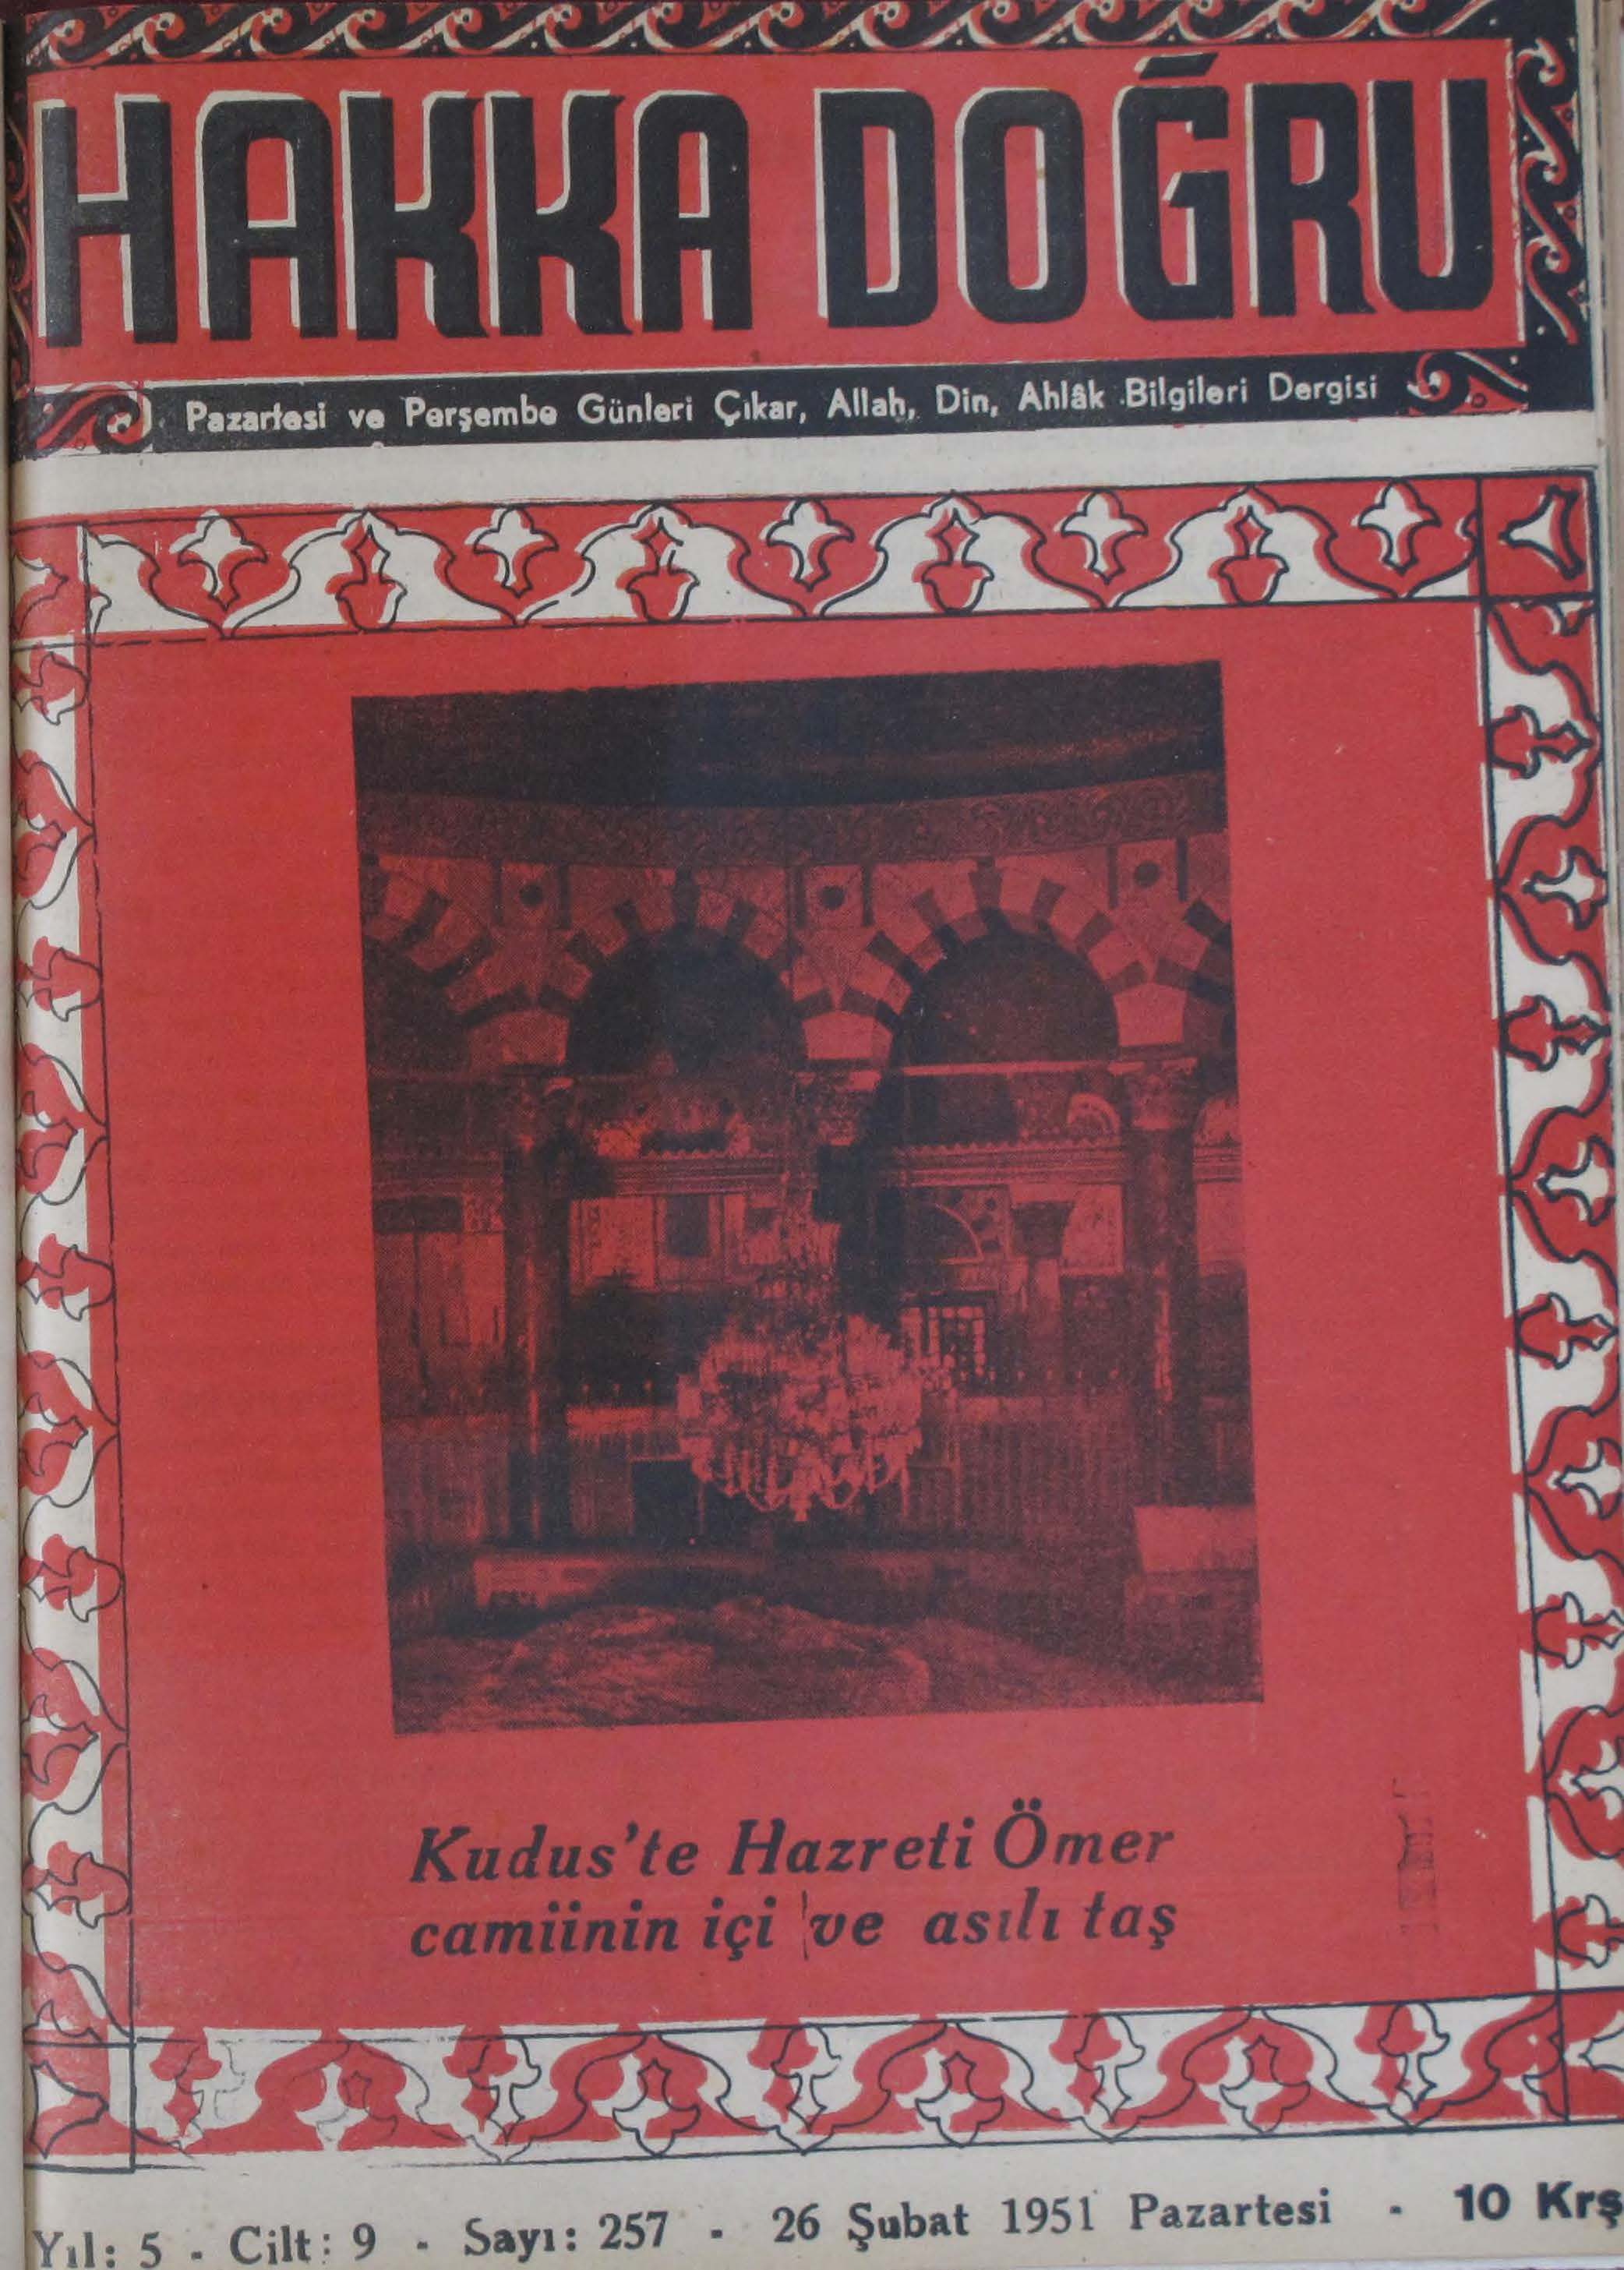 HAKKA DOĞRU
Pazartesi ve Perşembe Günleri Çıkar, Allah, Din, Ahlâk Bilgileri Dergisi
Kudus'te Hazreti Ömer
camiinin içi ve asılı taş
Yıl: 5 - Cilt: 9 - Sayı: 257 - 26 Şubat 1951 Pazartesi - 10 Krş